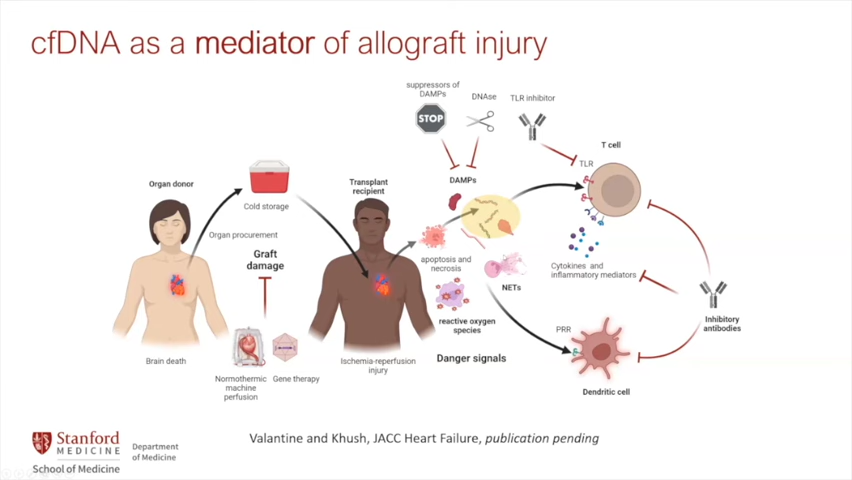 cfDNA as a mediator of allograft injury
suppressors of
DAMPs
STOP
DNAse
TLR inhibitor
T cell
TLR
DAMPs
Organ donor
Cold storage
Transplant
recipient
Organ procurement
Graft
damage
apoptosis and
necrosis
NETs
Cytokines and
inflammatory mediators
Inhibitory
antibodies
reactive oxygen
species
PRR
Brain death
Normothermic
machine
perfusion
Gene therapy
Ischemia-reperfusion
injury
Danger signals
Dendritic cell
Valantine and Khush, JACC Heart Failure, publication pending
Stanford
MEDICINE
School of Medicine
Department
of Medicine